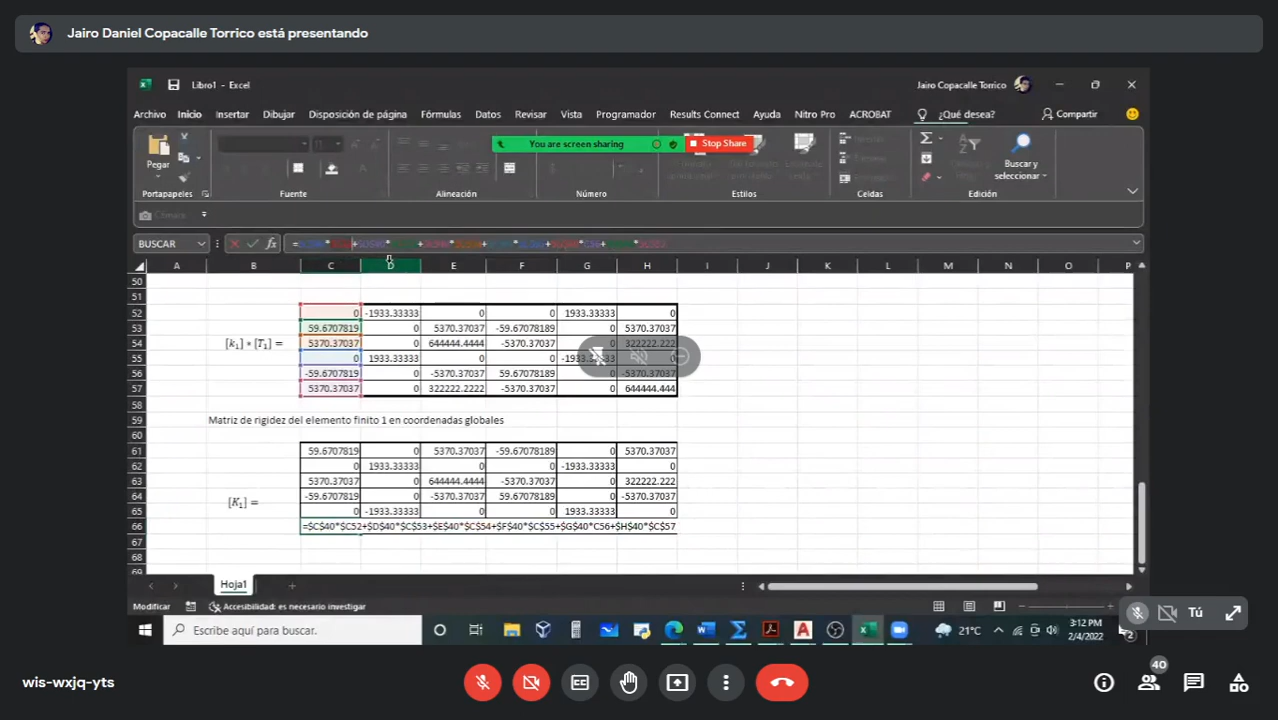 Jairo Daniel Copacalle Torrico está presentando
Libro1 - Excel
Jairo Copacalle Torrico
Archivo Inicio Insertar Dibujar Disposición de página Fórmulas Datos Revisar Vista Programador Results Connect Ayuda Nitro Pro ACROBAT ¿Qué desea? Compartir
You are screen sharing
Stop Share
Pegar
Buscar y
seleccionar
Portapapeles Fuente Alineación Número Estilos Celdas Edición
Cámara
BUSCAR fx
A B C D E F G H I J K L M N O P
50
51
52 0 -1933.33333 0 0 1933.33333 0
53 59.6707819 0 5370.37037 -59.6707189 0 5370.37037
54 [k₁] * [T₁] = 5370.37037 0 644444.4444 -5370.37037 0 322222.222
55 0 1933.33333 0 0
56 -59.6707819 0 -5370.37037 59.67078189 0 -5370.37037
57 5370.37037 0 322222.2222 -5370.37037 0 644444.444
58
59 Matriz de rigidez del elemento finito 1 en coordenadas globales
60
61 59.6707819 0 5370.37037 -59.67078189 0 5370.37037
62 0 1933.33333 0 0 -1933.33333 0
63 5370.37037 0 644444.4444 -5370.37037 0 322222.222
64 -59.6707819 0 -5370.37037 59.67078189 0 -5370.37037
[K₁] =
65 0 -1933.33333 0 0 1933.33333 0
66 =$C$40*$C52+$D$40*$C$53+$E$40*$C$54+$F$40*$C$55+$G$40*C56+$H$40*$C$57
67
68
69
Hoja1
Modificar Accesibilidad: es necesario investigar
Tú
Escribe aquí para buscar.
21°C
3:12 PM
2/4/2022
2
wis-wxjq-yts
40